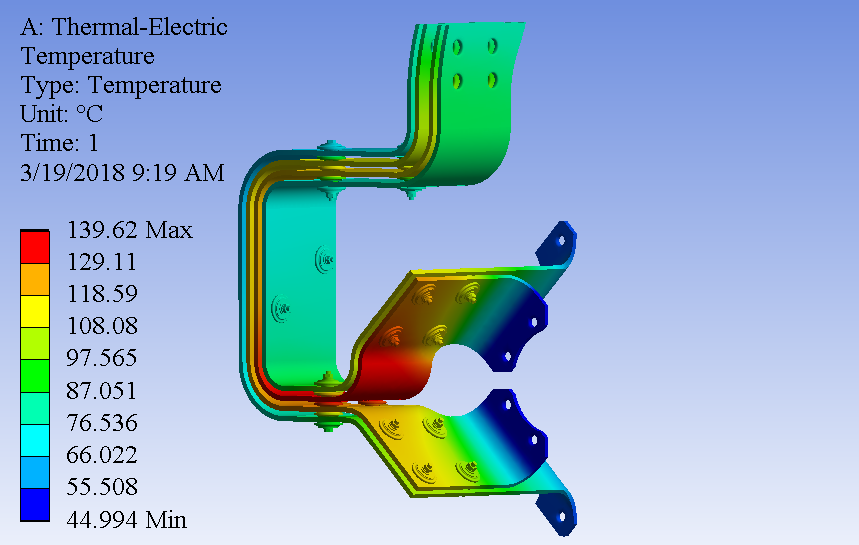 A: Thermal-Electric
Temperature
Type: Temperature
Unit: °C
Time: 1
3/19/2018 9:19 AM
139.62 Max
129.11
118.59
108.08
97.565
87.051
76.536
66.022
55.508
44.994 Min